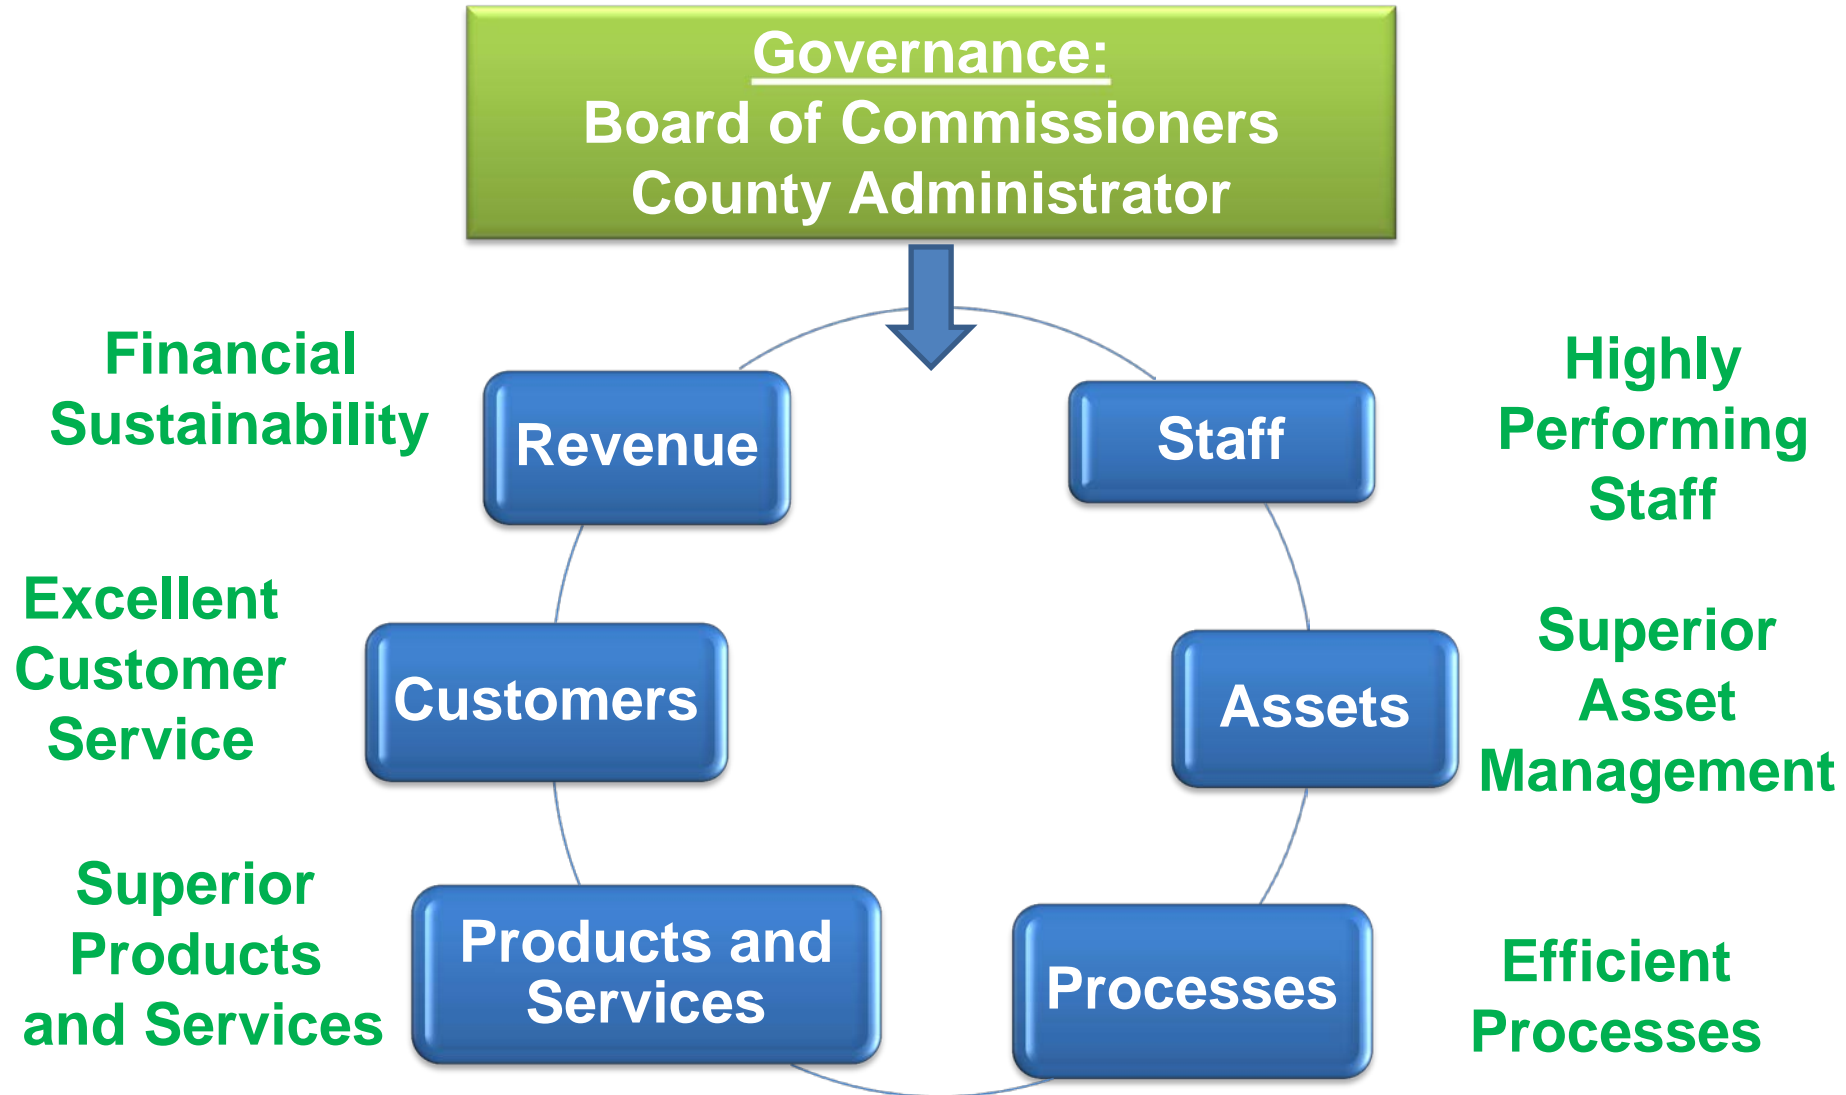 Governance:
Board of Commissioners
County Administrator
Financial
Sustainability
Revenue
Staff
Highly
Performing
Staff
Excellent
Customer
Service
Customers
Assets
Superior
Asset
Management
Superior
Products
and Services
Products and
Services
Processes
Efficient
Processes